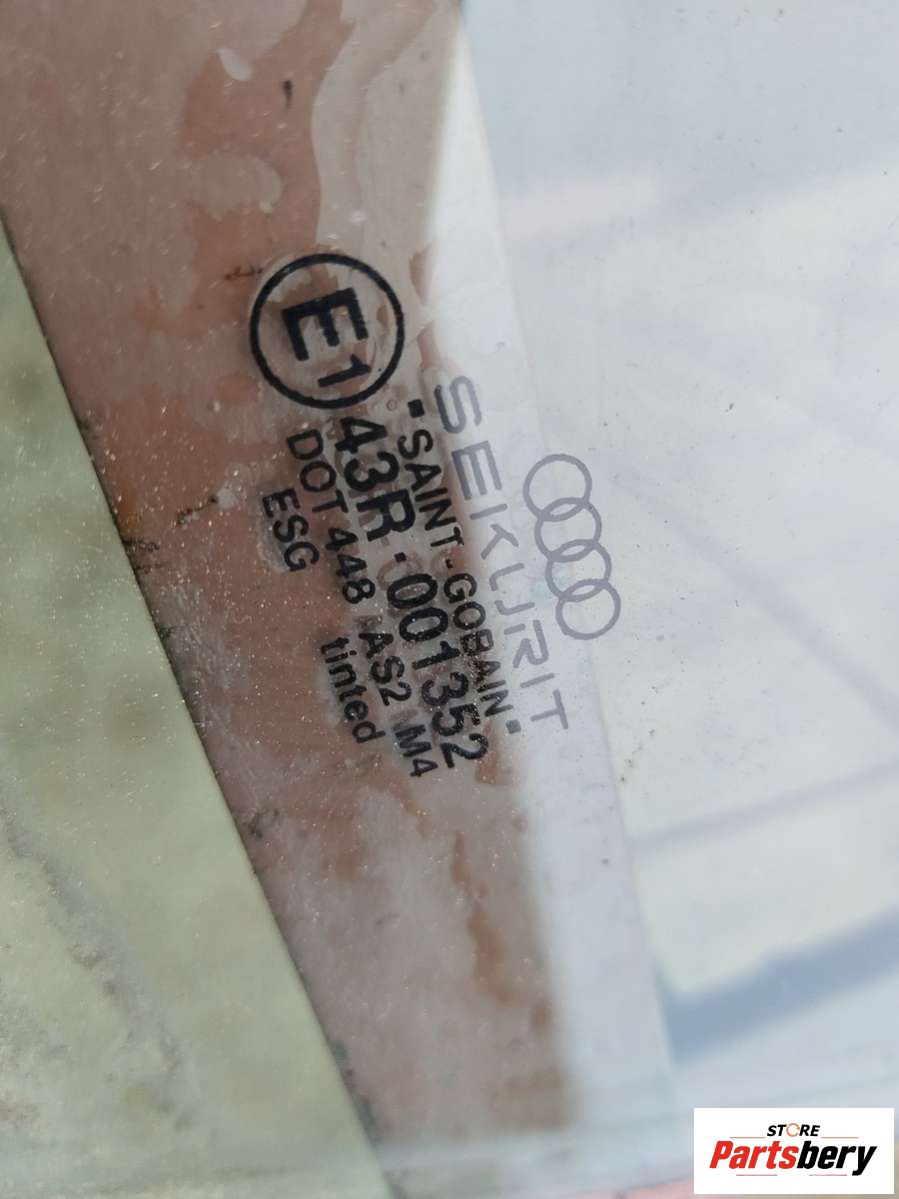 SEKURIT
"SAINT-GOBAIN"
E1
43R-001352
DOT 448 AS2 M4
ESG tinted
STORE
Partsbery